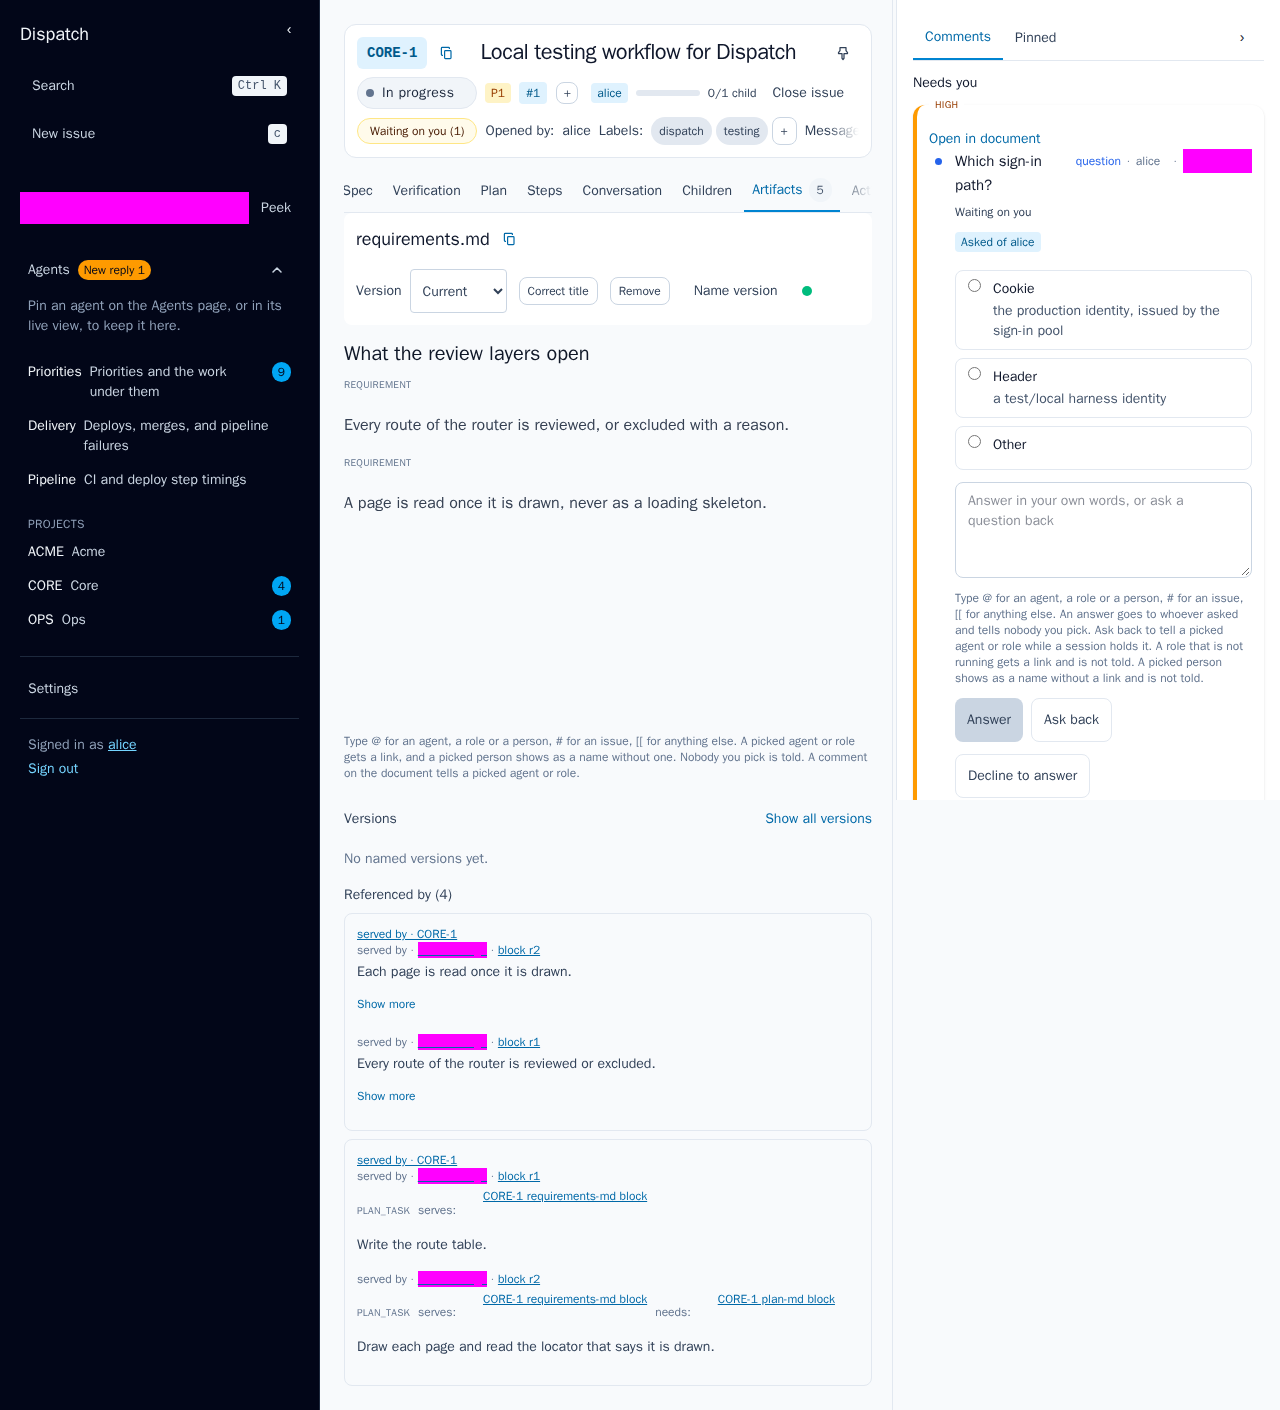 Dispatch
Search
Ctrl K
New issue
C
Peek
Agents
New reply 1
Pin an agent on the Agents page, or in its
live view, to keep it here.
Priorities
Priorities and the work
under them
9
Delivery
Deploys, merges, and pipeline
failures
Pipeline
CI and deploy step timings
PROJECTS
ACME Acme
CORE Core
4
OPS Ops
1
Settings
Signed in as alice
Sign out
CORE-1
Local testing workflow for Dispatch
In progress
P1
#1
+
alice
0/1 child
Close issue
Waiting on you (1)
Opened by: alice
Labels:
dispatch
testing
+
Message
Spec
Verification
Plan
Steps
Conversation
Children
Artifacts 5
Act
requirements.md
Version
Current
Correct title
Remove
Name version
What the review layers open
REQUIREMENT
Every route of the router is reviewed, or excluded with a reason.
REQUIREMENT
A page is read once it is drawn, never as a loading skeleton.
Type @ for an agent, a role or a person, # for an issue, [[ for anything else. A picked agent or role
gets a link, and a picked person shows as a name without one. Nobody you pick is told. A comment
on the document tells a picked agent or role.
Versions
Show all versions
No named versions yet.
Referenced by (4)
served by · CORE-1
served by · · block r2
Each page is read once it is drawn.
Show more
served by · · block r1
Every route of the router is reviewed or excluded.
Show more
served by · CORE-1
served by · · block r1
PLAN_TASK serves: CORE-1 requirements-md block
Write the route table.
served by · · block r2
PLAN_TASK serves: CORE-1 requirements-md block needs: CORE-1 plan-md block
Draw each page and read the locator that says it is drawn.
Comments
Pinned
Needs you
HIGH
Open in document
Which sign-in
path?
question · alice ·
Waiting on you
Asked of alice
Cookie
the production identity, issued by the
sign-in pool
Header
a test/local harness identity
Other
Answer in your own words, or ask a
question back
Type @ for an agent, a role or a person, # for an issue,
[[ for anything else. An answer goes to whoever asked
and tells nobody you pick. Ask back to tell a picked
agent or role while a session holds it. A role that is not
running gets a link and is not told. A picked person
shows as a name without a link and is not told.
Answer
Ask back
Decline to answer